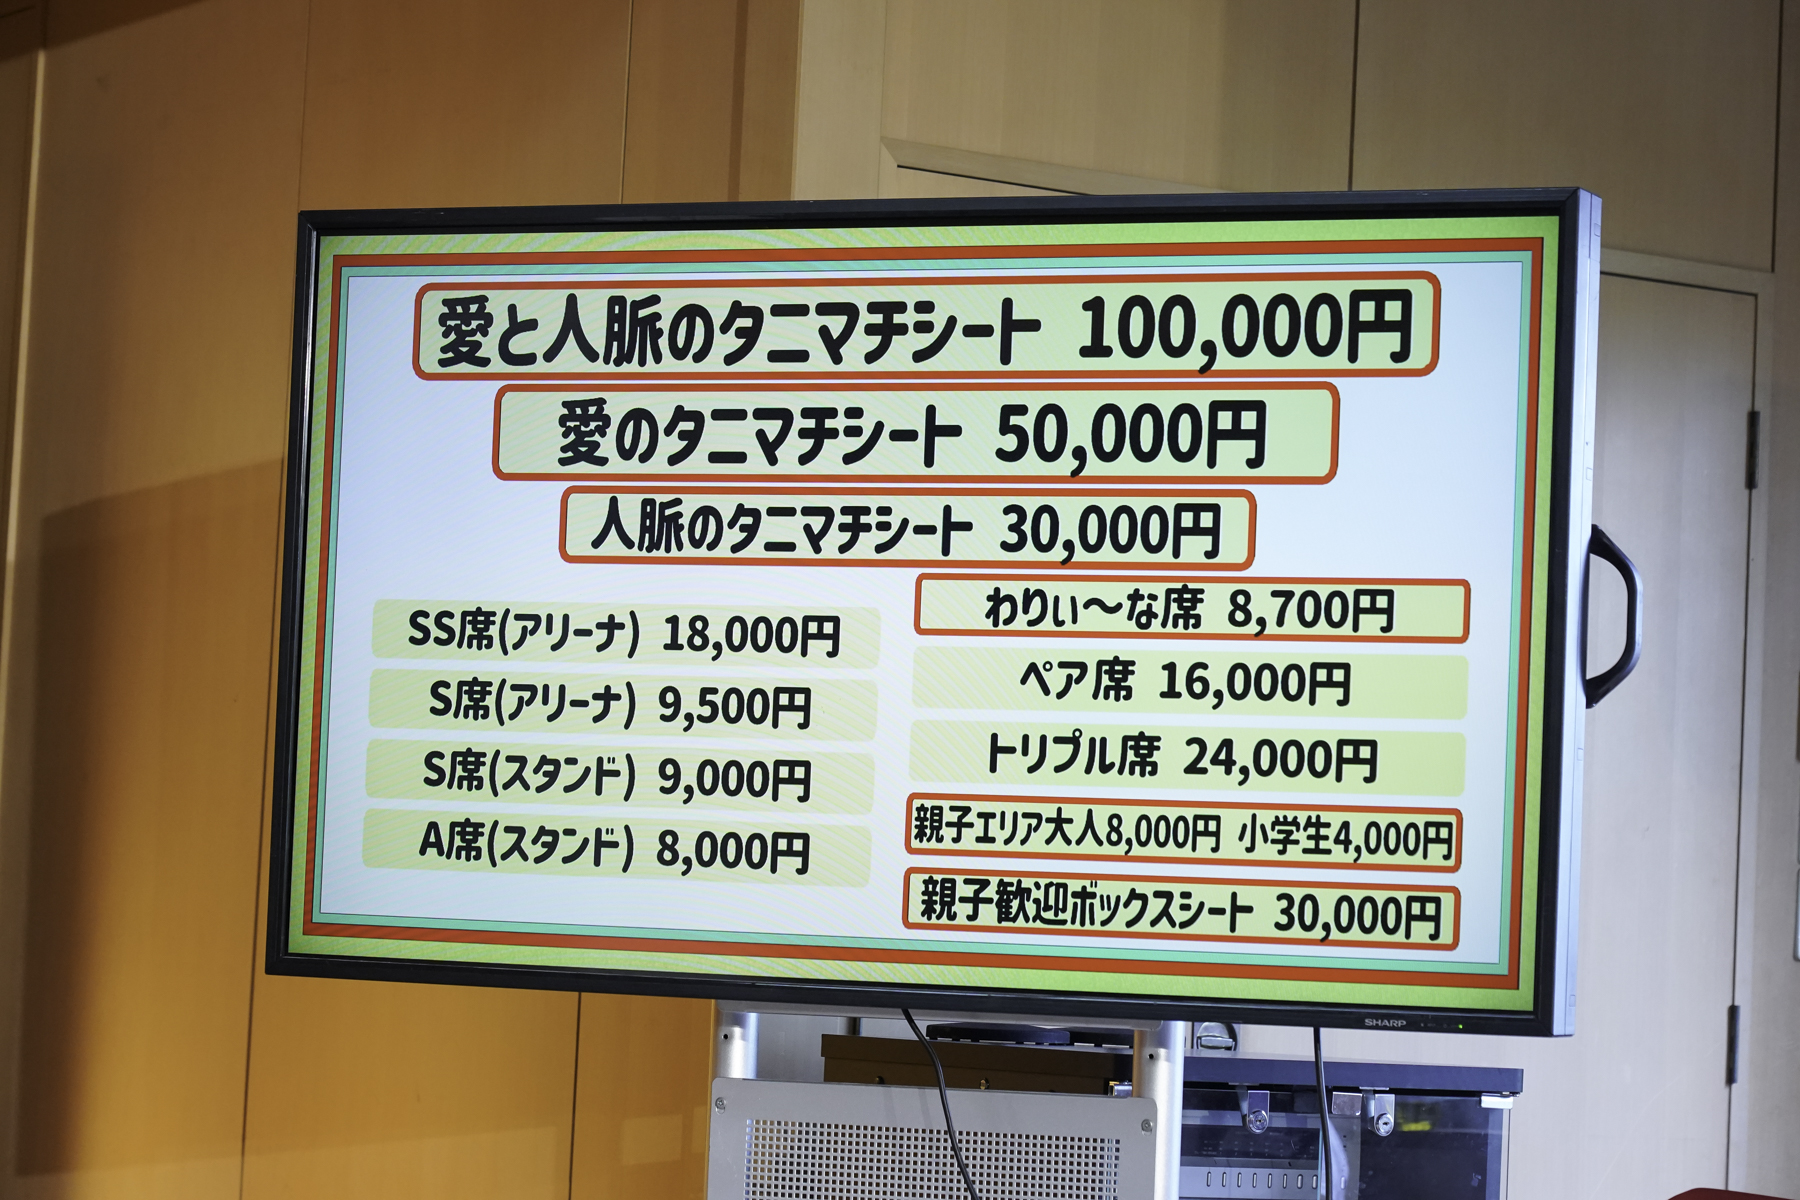 愛と人脈のタニマチシート 100,000円
愛のタニマチシート 50,000円
人脈のタニマチシート 30,000円
SS席(アリーナ) 18,000円
S席(アリーナ) 9,500円
S席(スタンド) 9,000円
A席(スタンド) 8,000円
わりぃ〜な席 8,700円
ペア席 16,000円
トリプル席 24,000円
親子エリア大人8,000円 小学生4,000円
親子歓迎ボックスシート 30,000円
SHARP